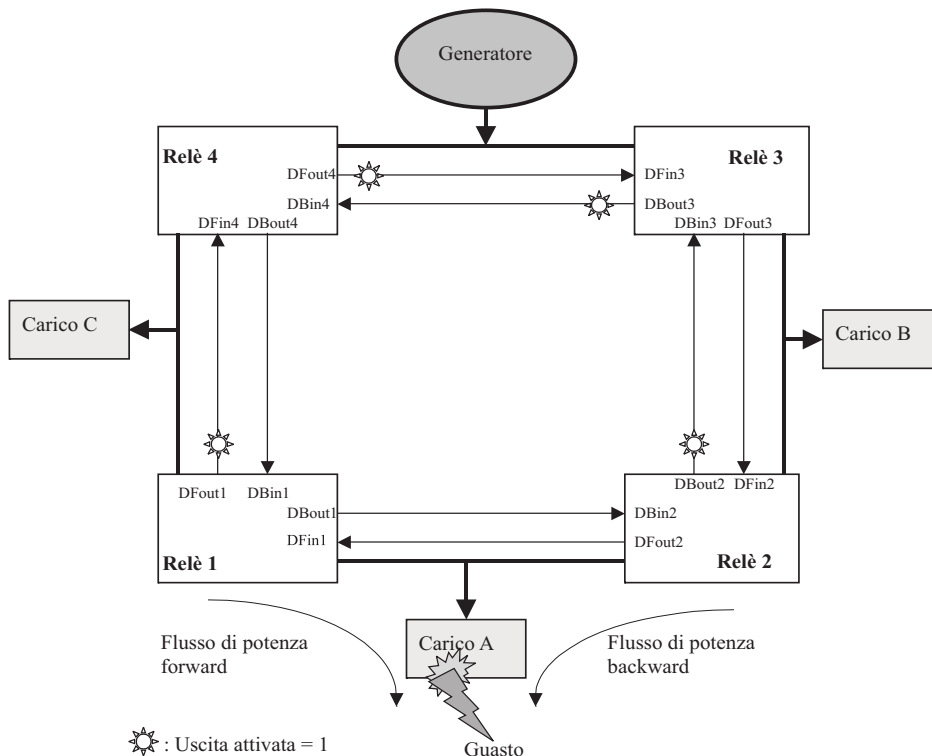 Generatore
Relè 4
DFout4
DBin4
DFin4 DBout4
Relè 3
DFin3
DBout3
DBin3 DFout3
Carico C
Carico B
DFout1 DBin1
DBout1
DFin1
Relè 1
DBout2 DFin2
DBin2
DFout2
Relè 2
Flusso di potenza
forward
Carico A
Flusso di potenza
backward
: Uscita attivata = 1
Guasto